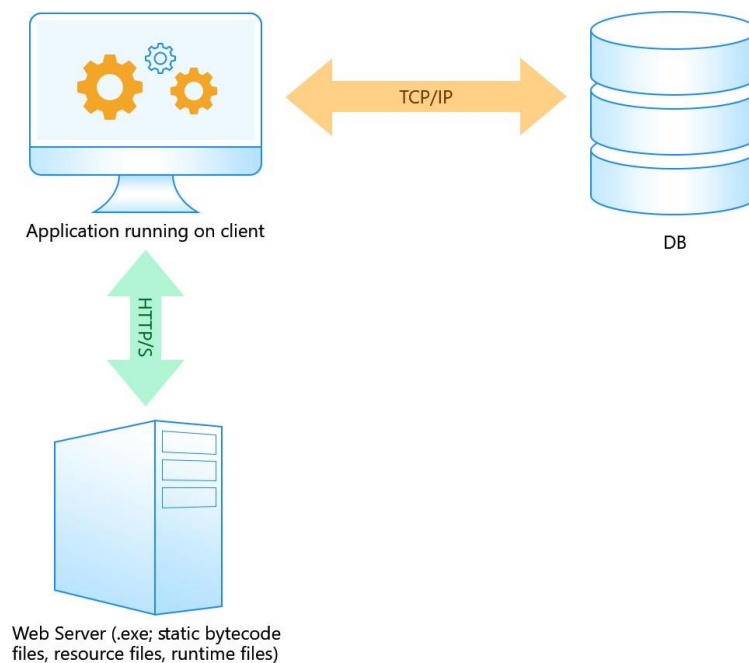 TCP/IP
Application running on client
DB
HTTP/S
Web Server (.exe; static bytecode
files, resource files, runtime files)